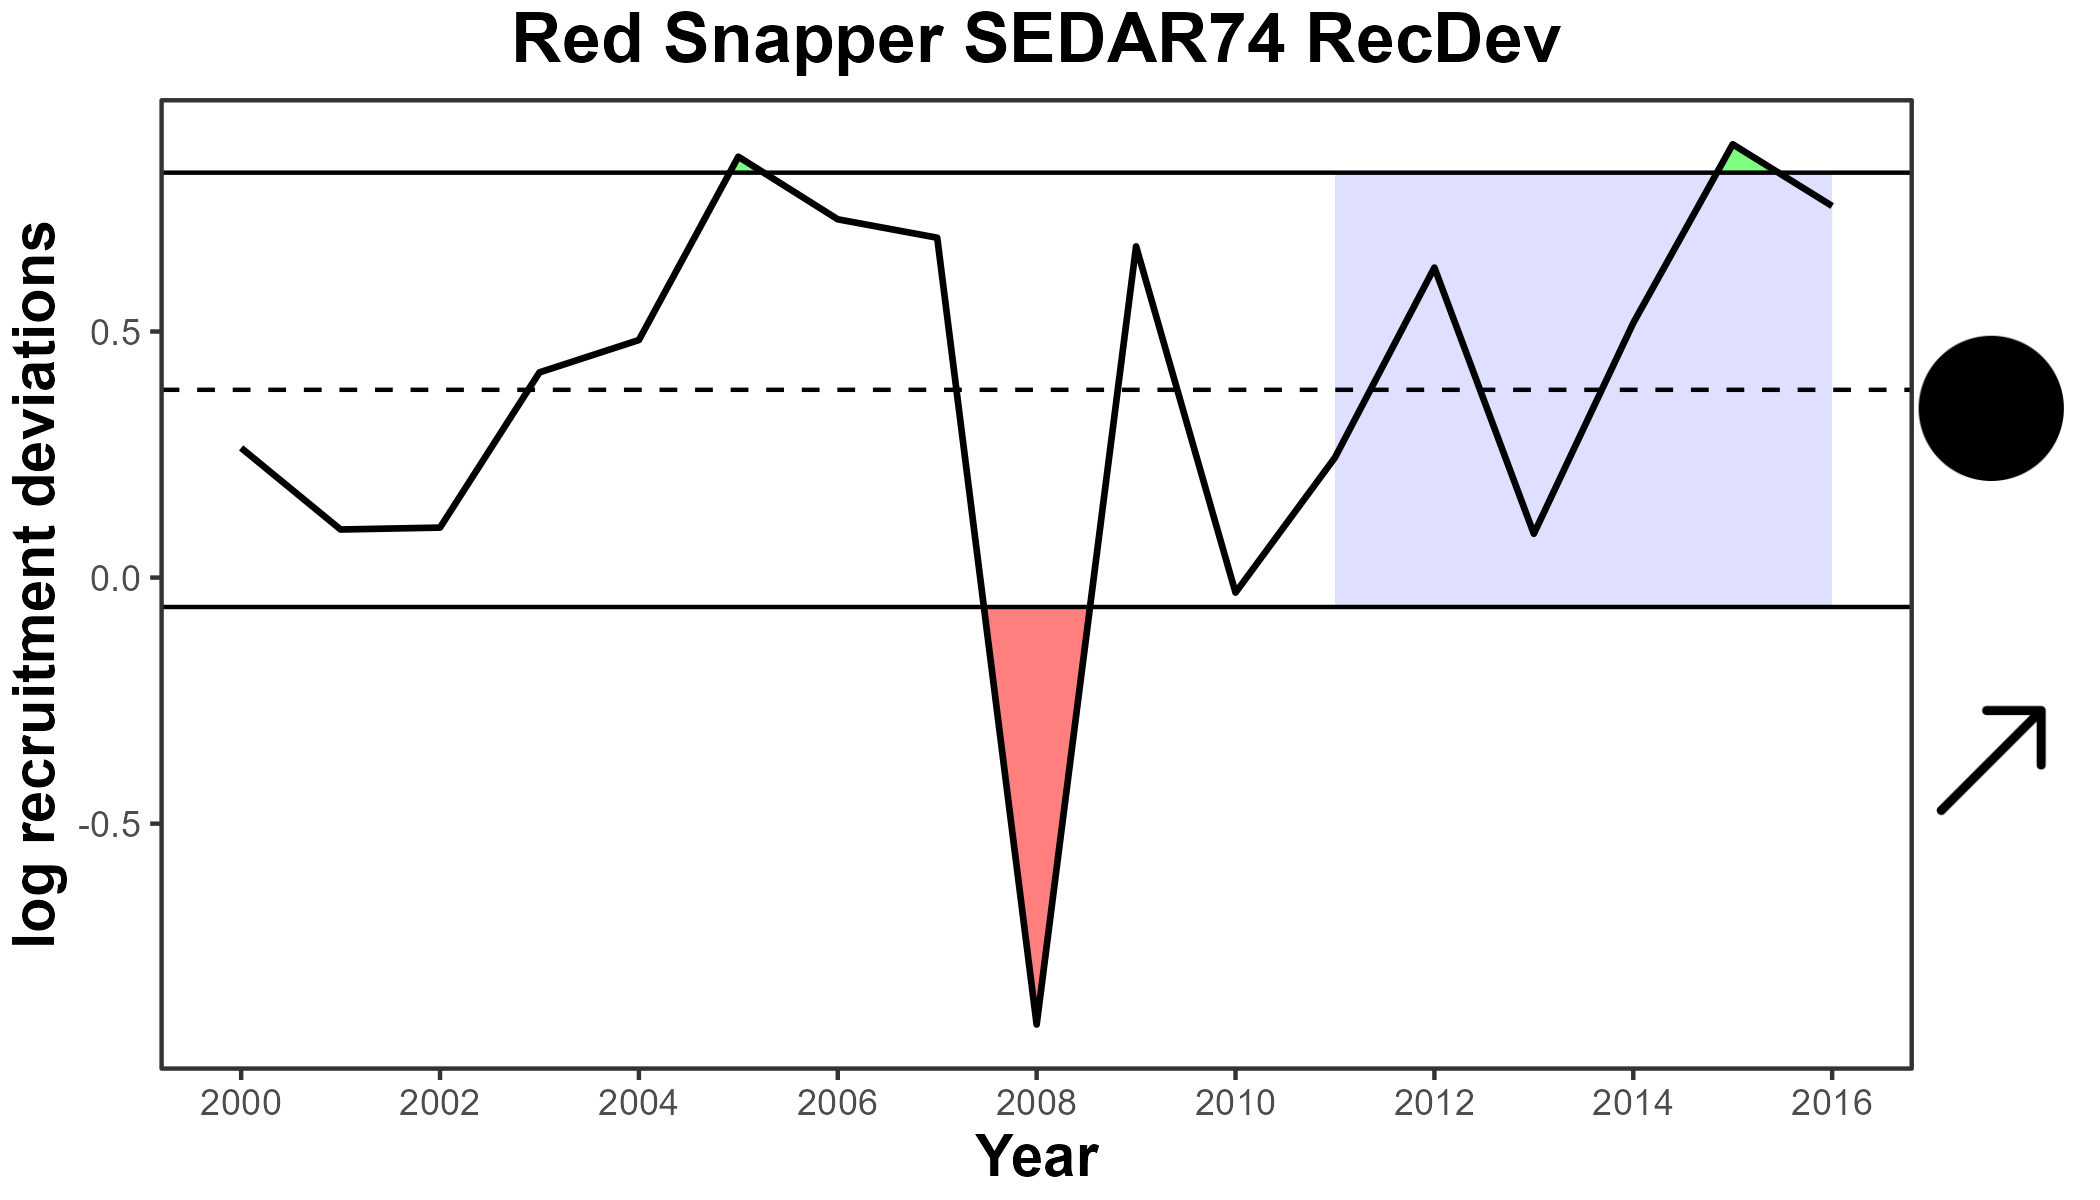 Red Snapper SEDAR74 RecDev
log recruitment deviations
0.5
0.0
-0.5
2000 2002 2004 2006 2008 2010 2012 2014 2016
Year